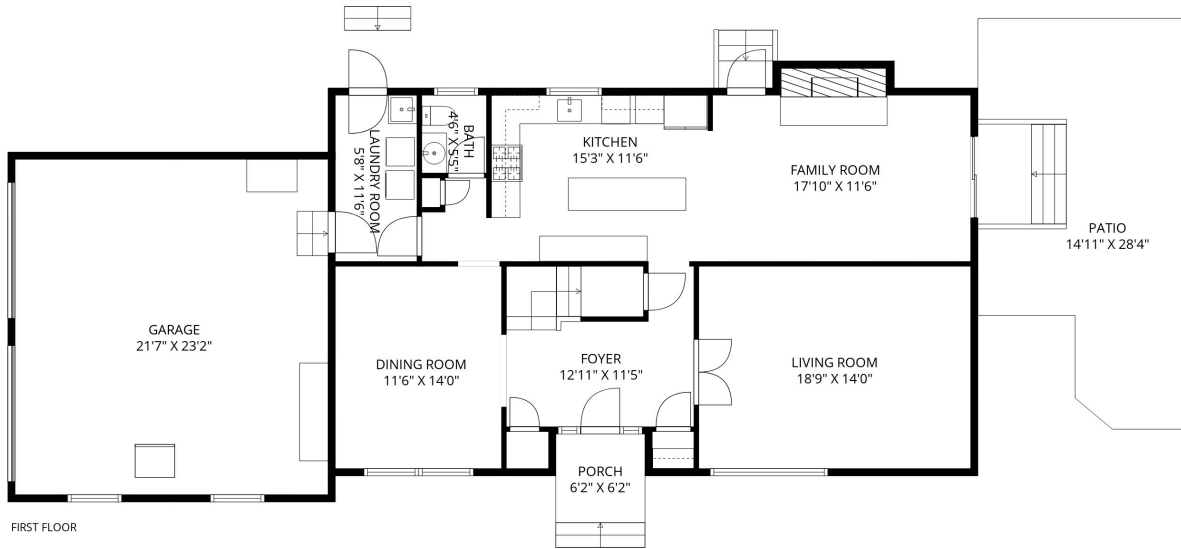 BATH
4'6" X 5'5"
LAUNDRY ROOM
5'8" X 11'6"
KITCHEN
15'3" X 11'6"
FAMILY ROOM
17'10" X 11'6"
PATIO
14'11" X 28'4"
GARAGE
21'7" X 23'2"
DINING ROOM
11'6" X 14'0"
FOYER
12'11" X 11'5"
LIVING ROOM
18'9" X 14'0"
PORCH
6'2" X 6'2"
FIRST FLOOR